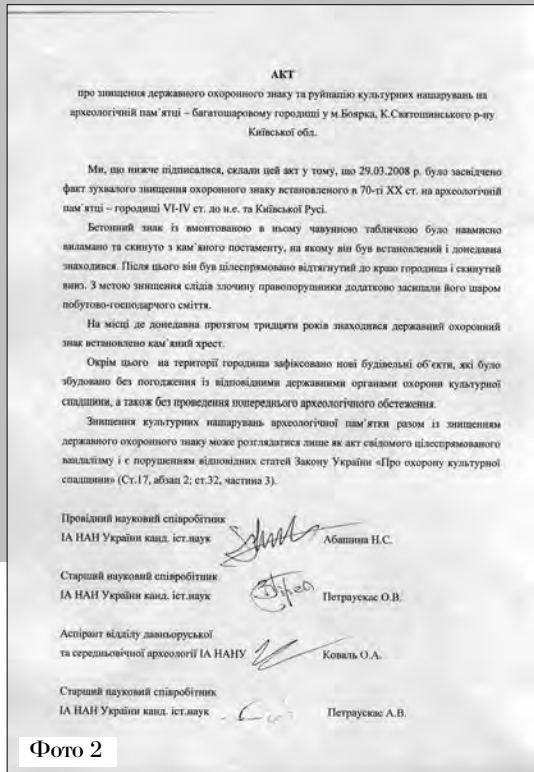 АКТ
про знищення державного охоронного знаку та руйнацію культурних нашарувань на
археологічній пам`ятці – багатошаровому городищі у м.Боярка, К.Святошинського р-ну
Київської обл.
Ми, що нижче підписалися, склали цей акт у тому, що 29.03.2008 р. було засвідчено
факт зухвалого знищення охоронного знаку встановленого в 70-ті ХХ ст. на археологічній
пам`ятці – городищі VI-IV ст. до н.е. та Київської Русі.
Бетонний знак із вмонтованою в ньому чавунною табличкою було навмисно
виламано та скинуто з кам`яного постаменту, на якому він був встановлений і донедавна
знаходився. Після цього він був цілеспрямовано відтягнутий до краю городища і скинутий
вниз. З метою знищення слідів злочину правопорушники додатково засипали його шаром
побутово-господарчого сміття.
На місці де донедавна протягом тридцяти років знаходився державний охоронний
знак встановлено кам`яний хрест.
Окрім цього на території городища зафіксовано нові будівельні об`єкти, які було
збудовано без погодження із відповідними державними органами охорони культурної
спадщини, а також без проведення попереднього археологічного обстеження.
Знищення культурних нашарувань археологічної пам`ятки разом із знищенням
державного охоронного знаку може розглядатися лише як акт свідомого цілеспрямованого
вандалізму і є порушенням відповідних статей Закону України «Про охорону культурної
спадщини» (Ст.17, абзац 2; ст.32, частина 3).
Провідний науковий співробітник
ІА НАН України канд. іст.наук Абашина Н.С.
Старший науковий співробітник
ІА НАН України канд. іст.наук Петраускас О.В.
Аспірант відділу давньоруської
та середньовічної археології ІА НАНУ Коваль О.А.
Старший науковий співробітник
ІА НАН України канд. іст.наук Петраускас А.В.
Фото 2